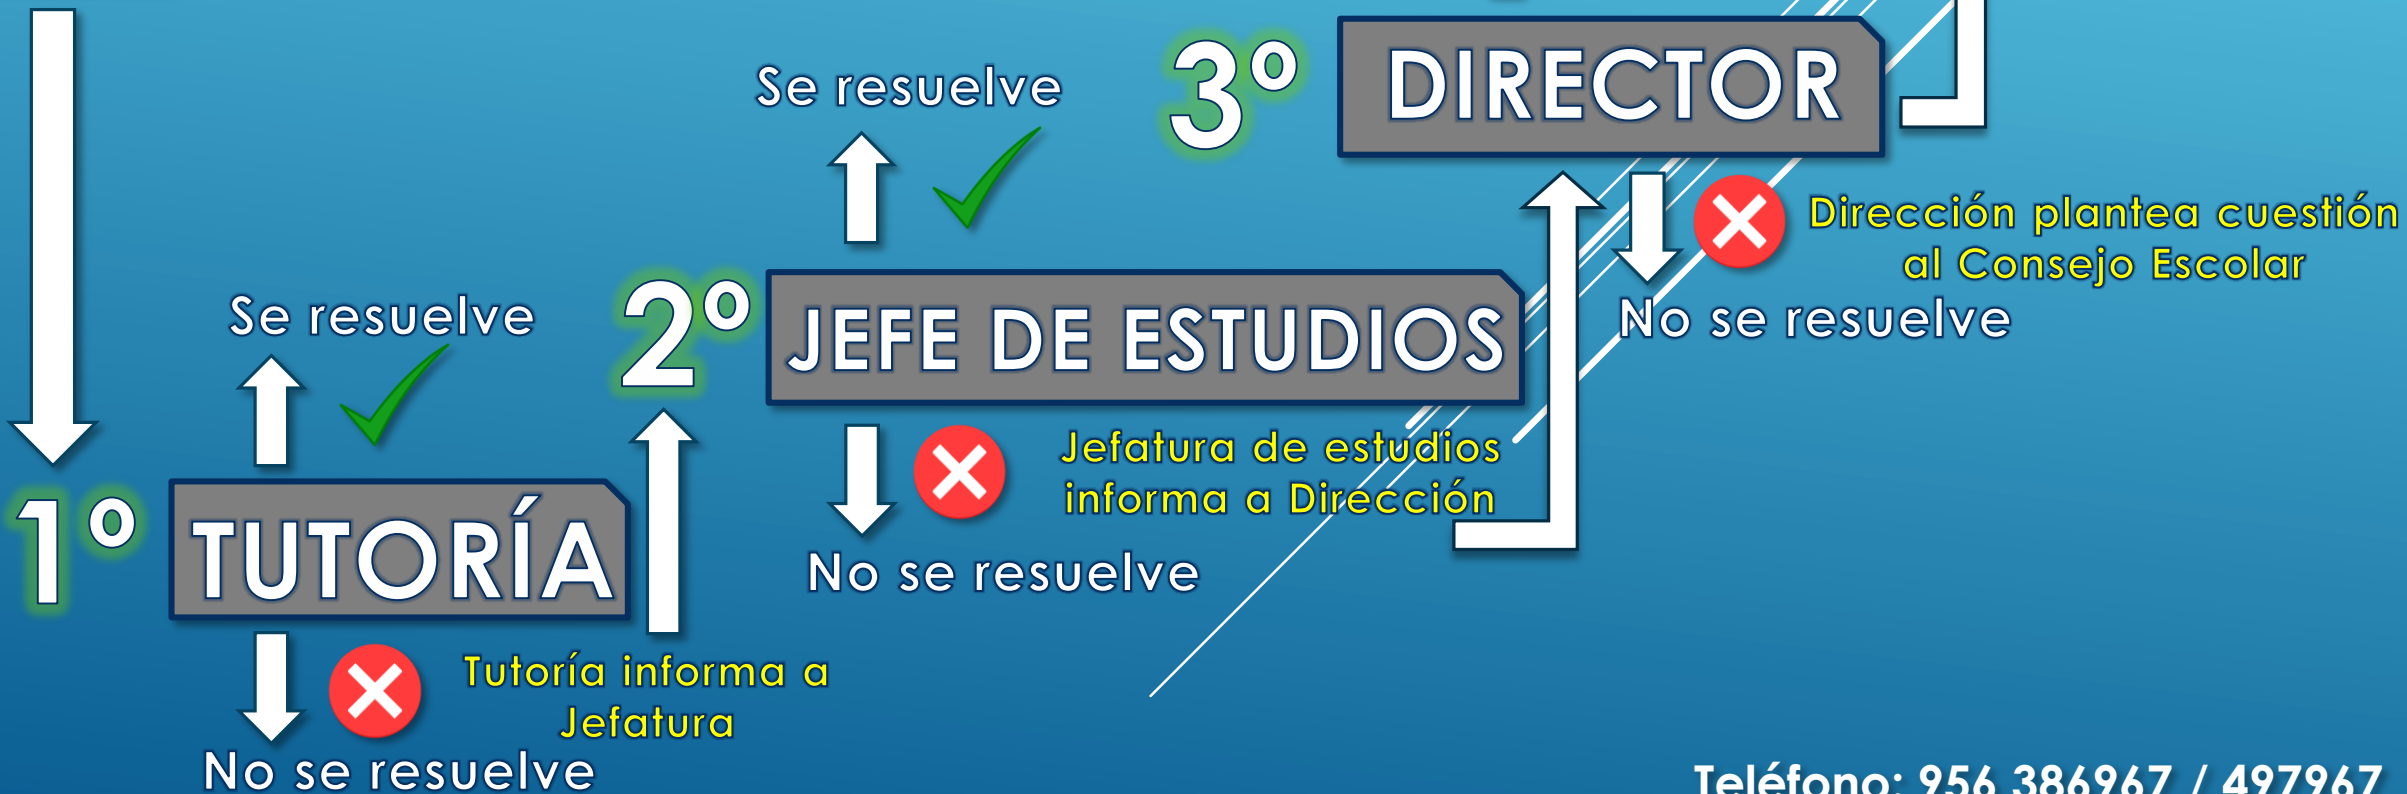 1º
TUTORÍA
Se resuelve
No se resuelve
Tutoría informa a
Jefatura
2º
JEFE DE ESTUDIOS
Se resuelve
No se resuelve
Jefatura de estudios
informa a Dirección
3º
DIRECTOR
Dirección plantea cuestión
al Consejo Escolar
No se resuelve
Teléfono: 956 386967 / 497967